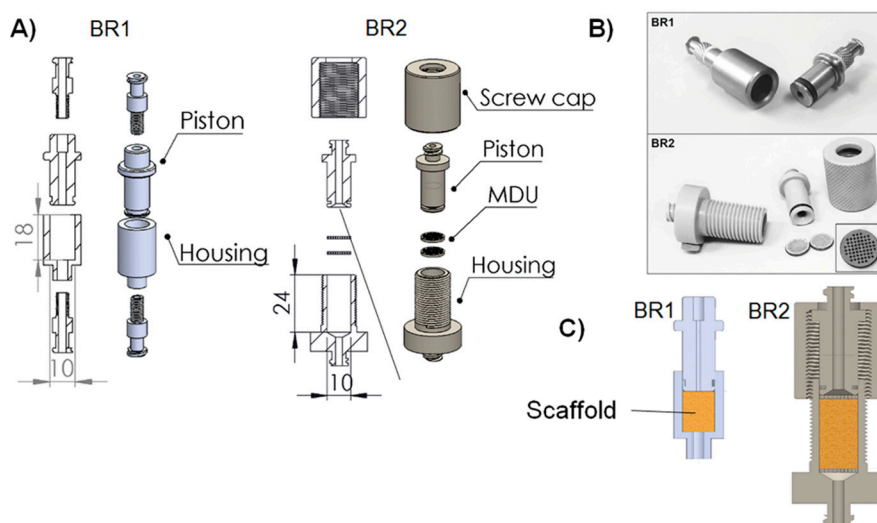 A)
BR1
Piston
Housing
18
10
BR2
Screw cap
Piston
MDU
Housing
24
10
B)
BR1
BR2
C)
BR1
BR2
Scaffold